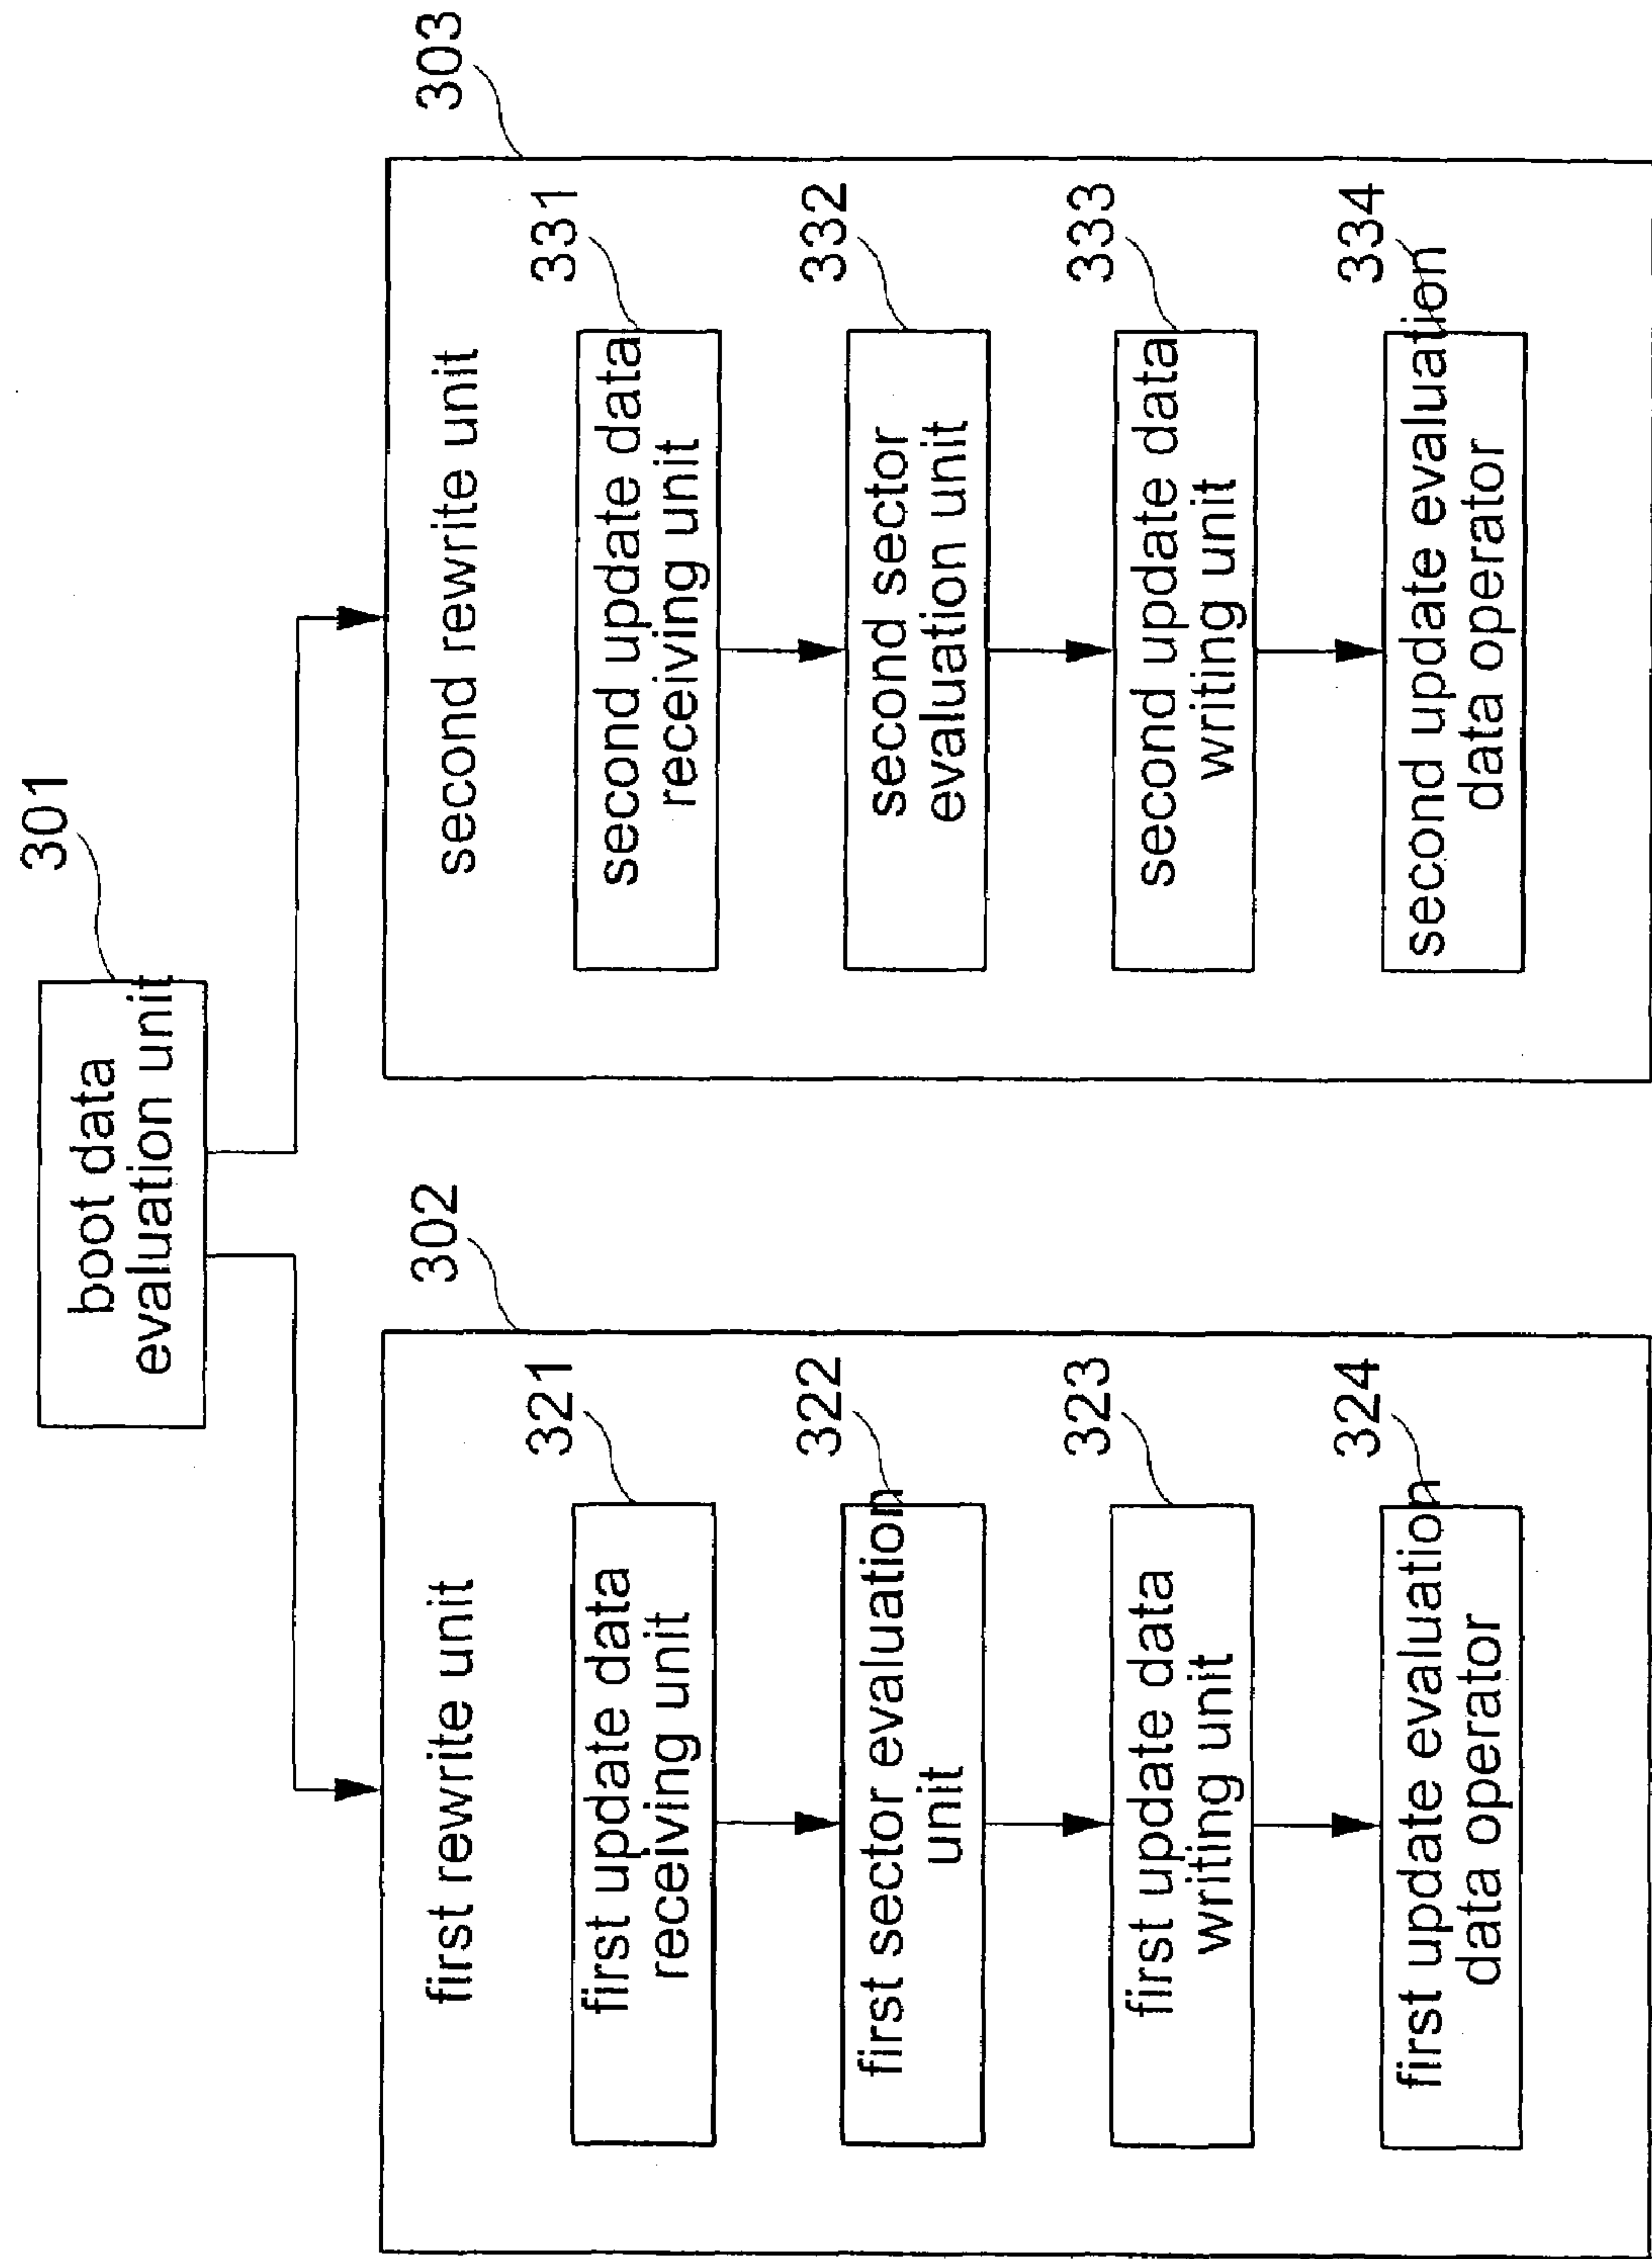 301
boot data
evaluation unit
302
first rewrite unit
321
first update data
receiving unit
322
first sector evaluation
unit
323
first update data
writing unit
324
first update evaluation
data operator
303
second rewrite unit
331
second update data
receiving unit
332
second sector
evaluation unit
333
second update data
writing unit
334
second update evaluation
data operator